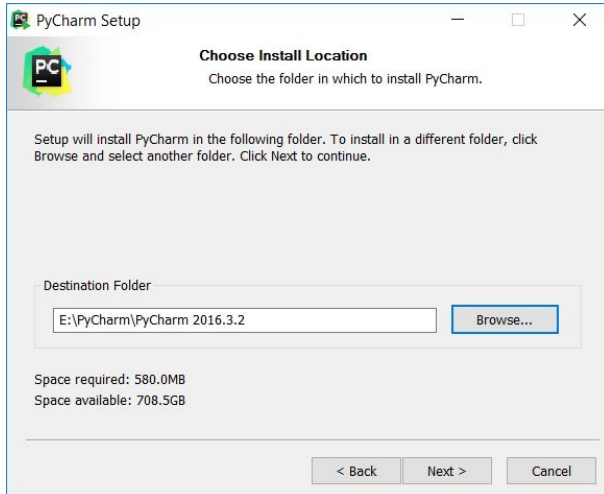 PyCharm Setup
PC
Choose Install Location
Choose the folder in which to install PyCharm.
Setup will install PyCharm in the following folder. To install in a different folder, click
Browse and select another folder. Click Next to continue.
Destination Folder
E:\PyCharm\PyCharm 2016.3.2
Browse...
Space required: 580.0MB
Space available: 708.5GB
< Back
Next >
Cancel